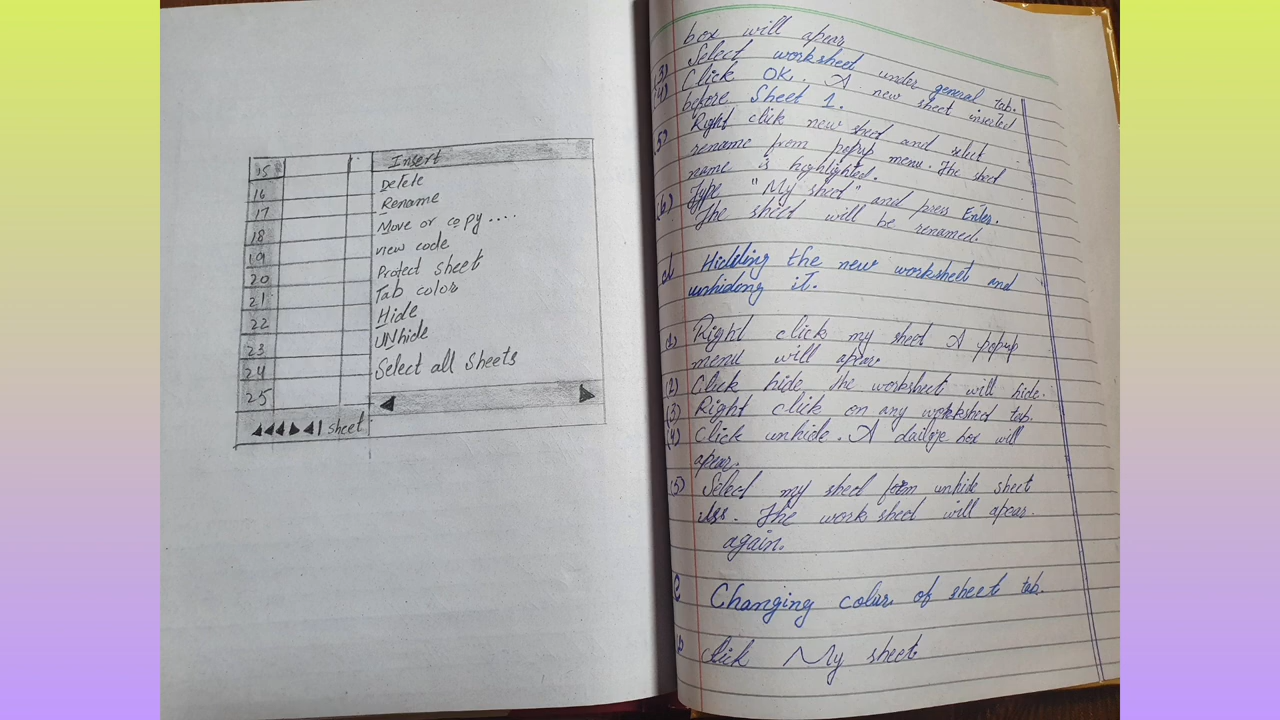 15
16
17
18
19
20
21
22
23
24
25
Insert
Delete
Rename
Move or copy....
new code
Protect sheet
Tab color
Hide
UNhide
Select all sheets
1 sheet
box will apear
(3) Select worksheet under general tab.
(4) Click OK. A new sheet inserted
before Sheet 1.
(5) Right click new sheet and select
rename from popup menu. The sheet
name is highlighted.
(6) Type "My sheet" and press Enter.
The sheet will be renamed.
d Hidding the new worksheet and
unhidong it.
(1) Right click my sheet A popup
menu will apear
(2) Click hide the worksheet will hide.
(3) Right click on any worksheet tab.
(4) Click unhide. A dailoge box will
apear.
(5) Select my sheet from unhide sheet
The work sheet will apear
again.
e Changing color of sheet tab.
click My sheet